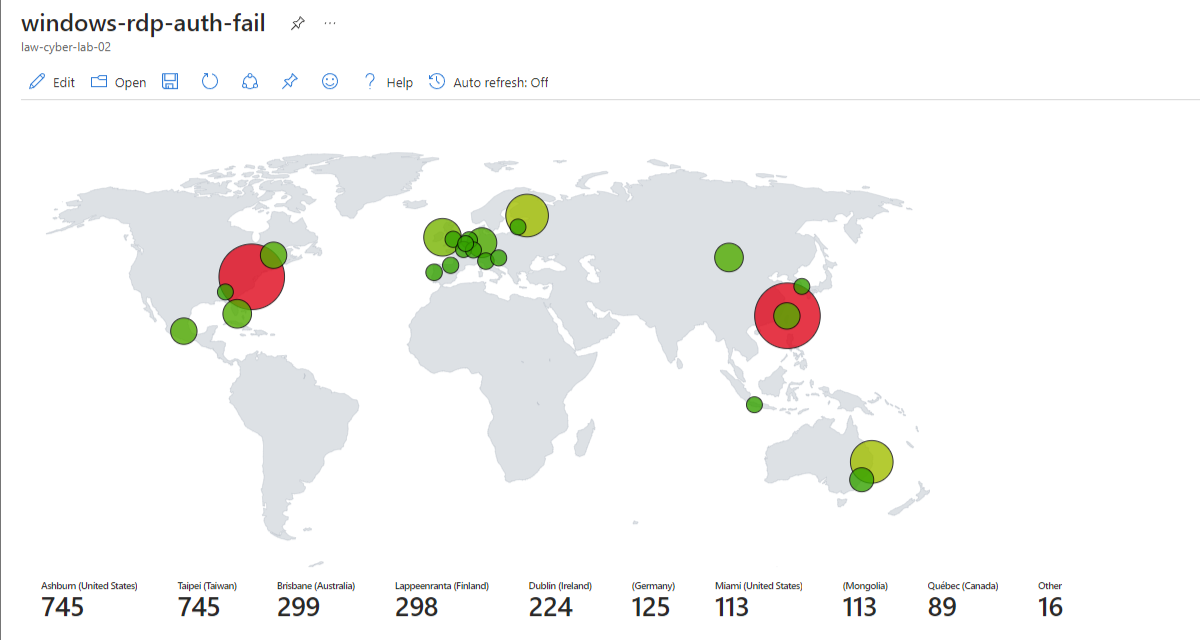 windows-rdp-auth-fail
law-cyber-lab-02
Edit Open Help Auto refresh: Off
Ashburn (United States) Taipei (Taiwan) Brisbane (Australia) Lappeenranta (Finland) Dublin (Ireland) (Germany) Miami (United States) (Mongolia) Québec (Canada) Other
745 745 299 298 224 125 113 113 89 16